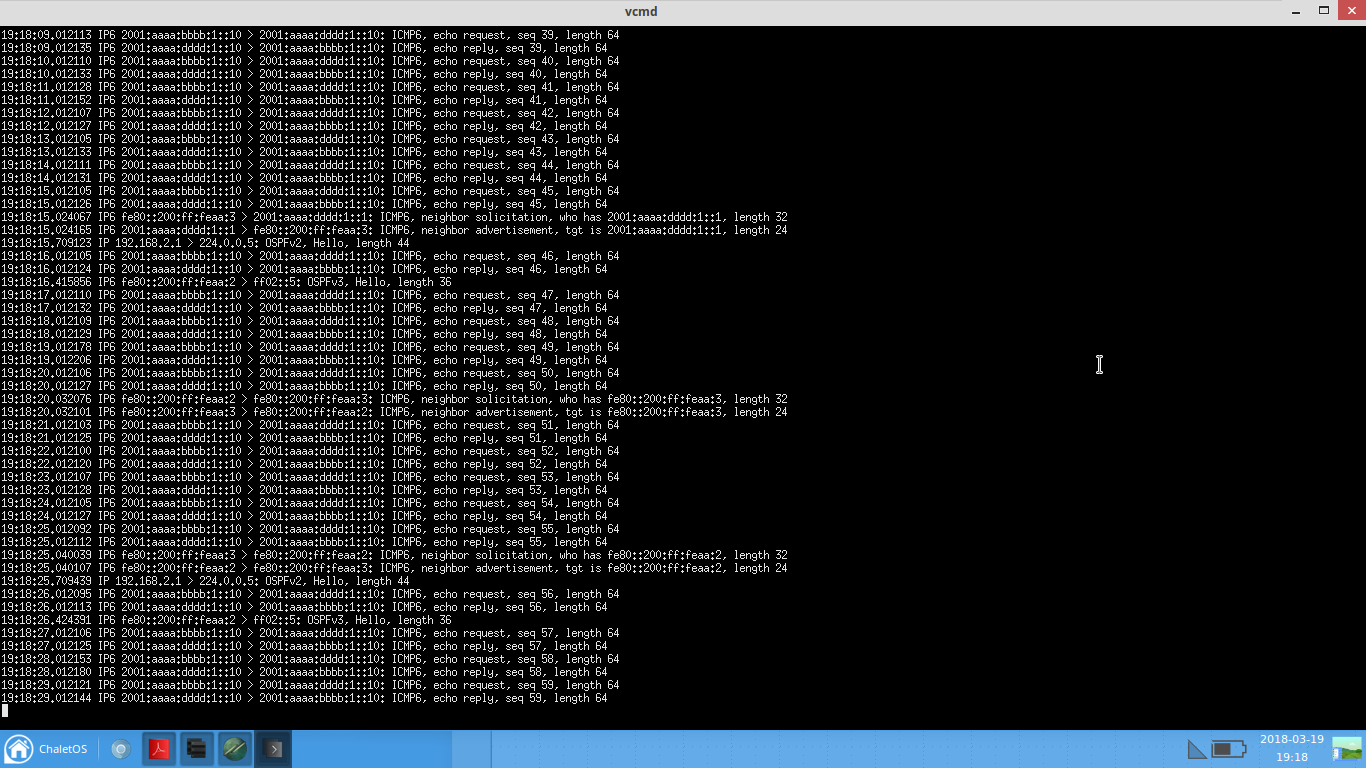 vcmd
19:18:09.012113 IP6 2001:aaaa:bbbb:1::10 > 2001:aaaa:dddd:1::10: ICMP6, echo request, seq 39, length 64
19:18:09.012135 IP6 2001:aaaa:dddd:1::10 > 2001:aaaa:bbbb:1::10: ICMP6, echo reply, seq 39, length 64
19:18:10.012110 IP6 2001:aaaa:bbbb:1::10 > 2001:aaaa:dddd:1::10: ICMP6, echo request, seq 40, length 64
19:18:10.012133 IP6 2001:aaaa:dddd:1::10 > 2001:aaaa:bbbb:1::10: ICMP6, echo reply, seq 40, length 64
19:18:11.012128 IP6 2001:aaaa:bbbb:1::10 > 2001:aaaa:dddd:1::10: ICMP6, echo request, seq 41, length 64
19:18:11.012152 IP6 2001:aaaa:dddd:1::10 > 2001:aaaa:bbbb:1::10: ICMP6, echo reply, seq 41, length 64
19:18:12.012107 IP6 2001:aaaa:bbbb:1::10 > 2001:aaaa:dddd:1::10: ICMP6, echo request, seq 42, length 64
19:18:12.012127 IP6 2001:aaaa:dddd:1::10 > 2001:aaaa:bbbb:1::10: ICMP6, echo reply, seq 42, length 64
19:18:13.012105 IP6 2001:aaaa:bbbb:1::10 > 2001:aaaa:dddd:1::10: ICMP6, echo request, seq 43, length 64
19:18:13.012133 IP6 2001:aaaa:dddd:1::10 > 2001:aaaa:bbbb:1::10: ICMP6, echo reply, seq 43, length 64
19:18:14.012111 IP6 2001:aaaa:bbbb:1::10 > 2001:aaaa:dddd:1::10: ICMP6, echo request, seq 44, length 64
19:18:14.012131 IP6 2001:aaaa:dddd:1::10 > 2001:aaaa:bbbb:1::10: ICMP6, echo reply, seq 44, length 64
19:18:15.012105 IP6 2001:aaaa:bbbb:1::10 > 2001:aaaa:dddd:1::10: ICMP6, echo request, seq 45, length 64
19:18:15.012126 IP6 2001:aaaa:dddd:1::10 > 2001:aaaa:bbbb:1::10: ICMP6, echo reply, seq 45, length 64
19:18:15.024067 IP6 fe80::200:ff:feaa:3 > 2001:aaaa:dddd:1::1: ICMP6, neighbor solicitation, who has 2001:aaaa:dddd:1::1, length 32
19:18:15.024165 IP6 2001:aaaa:dddd:1::1 > fe80::200:ff:feaa:3: ICMP6, neighbor advertisement, tgt is 2001:aaaa:dddd:1::1, length 24
19:18:15.709123 IP 192.168.2.1 > 224.0.0.5: OSPFv2, Hello, length 44
19:18:16.012105 IP6 2001:aaaa:bbbb:1::10 > 2001:aaaa:dddd:1::10: ICMP6, echo request, seq 46, length 64
19:18:16.012124 IP6 2001:aaaa:dddd:1::10 > 2001:aaaa:bbbb:1::10: ICMP6, echo reply, seq 46, length 64
19:18:16.415856 IP6 fe80::200:ff:feaa:2 > ff02::5: OSPFv3, Hello, length 36
19:18:17.012110 IP6 2001:aaaa:bbbb:1::10 > 2001:aaaa:dddd:1::10: ICMP6, echo request, seq 47, length 64
19:18:17.012132 IP6 2001:aaaa:dddd:1::10 > 2001:aaaa:bbbb:1::10: ICMP6, echo reply, seq 47, length 64
19:18:18.012109 IP6 2001:aaaa:bbbb:1::10 > 2001:aaaa:dddd:1::10: ICMP6, echo request, seq 48, length 64
19:18:18.012129 IP6 2001:aaaa:dddd:1::10 > 2001:aaaa:bbbb:1::10: ICMP6, echo reply, seq 48, length 64
19:18:19.012178 IP6 2001:aaaa:bbbb:1::10 > 2001:aaaa:dddd:1::10: ICMP6, echo request, seq 49, length 64
19:18:19.012206 IP6 2001:aaaa:dddd:1::10 > 2001:aaaa:bbbb:1::10: ICMP6, echo reply, seq 49, length 64
19:18:20.012106 IP6 2001:aaaa:bbbb:1::10 > 2001:aaaa:dddd:1::10: ICMP6, echo request, seq 50, length 64
19:18:20.012127 IP6 2001:aaaa:dddd:1::10 > 2001:aaaa:bbbb:1::10: ICMP6, echo reply, seq 50, length 64
19:18:20.032076 IP6 fe80::200:ff:feaa:2 > fe80::200:ff:feaa:3: ICMP6, neighbor solicitation, who has fe80::200:ff:feaa:3, length 32
19:18:20.032101 IP6 fe80::200:ff:feaa:3 > fe80::200:ff:feaa:2: ICMP6, neighbor advertisement, tgt is fe80::200:ff:feaa:3, length 24
19:18:21.012103 IP6 2001:aaaa:bbbb:1::10 > 2001:aaaa:dddd:1::10: ICMP6, echo request, seq 51, length 64
19:18:21.012125 IP6 2001:aaaa:dddd:1::10 > 2001:aaaa:bbbb:1::10: ICMP6, echo reply, seq 51, length 64
19:18:22.012100 IP6 2001:aaaa:bbbb:1::10 > 2001:aaaa:dddd:1::10: ICMP6, echo request, seq 52, length 64
19:18:22.012120 IP6 2001:aaaa:dddd:1::10 > 2001:aaaa:bbbb:1::10: ICMP6, echo reply, seq 52, length 64
19:18:23.012107 IP6 2001:aaaa:bbbb:1::10 > 2001:aaaa:dddd:1::10: ICMP6, echo request, seq 53, length 64
19:18:23.012128 IP6 2001:aaaa:dddd:1::10 > 2001:aaaa:bbbb:1::10: ICMP6, echo reply, seq 53, length 64
19:18:24.012105 IP6 2001:aaaa:bbbb:1::10 > 2001:aaaa:dddd:1::10: ICMP6, echo request, seq 54, length 64
19:18:24.012127 IP6 2001:aaaa:dddd:1::10 > 2001:aaaa:bbbb:1::10: ICMP6, echo reply, seq 54, length 64
19:18:25.012092 IP6 2001:aaaa:bbbb:1::10 > 2001:aaaa:dddd:1::10: ICMP6, echo request, seq 55, length 64
19:18:25.012112 IP6 2001:aaaa:dddd:1::10 > 2001:aaaa:bbbb:1::10: ICMP6, echo reply, seq 55, length 64
19:18:25.040039 IP6 fe80::200:ff:feaa:3 > fe80::200:ff:feaa:2: ICMP6, neighbor solicitation, who has fe80::200:ff:feaa:2, length 32
19:18:25.040107 IP6 fe80::200:ff:feaa:2 > fe80::200:ff:feaa:3: ICMP6, neighbor advertisement, tgt is fe80::200:ff:feaa:2, length 24
19:18:25.709439 IP 192.168.2.1 > 224.0.0.5: OSPFv2, Hello, length 44
19:18:26.012095 IP6 2001:aaaa:bbbb:1::10 > 2001:aaaa:dddd:1::10: ICMP6, echo request, seq 56, length 64
19:18:26.012113 IP6 2001:aaaa:dddd:1::10 > 2001:aaaa:bbbb:1::10: ICMP6, echo reply, seq 56, length 64
19:18:26.424391 IP6 fe80::200:ff:feaa:2 > ff02::5: OSPFv3, Hello, length 36
19:18:27.012106 IP6 2001:aaaa:bbbb:1::10 > 2001:aaaa:dddd:1::10: ICMP6, echo request, seq 57, length 64
19:18:27.012125 IP6 2001:aaaa:dddd:1::10 > 2001:aaaa:bbbb:1::10: ICMP6, echo reply, seq 57, length 64
19:18:28.012153 IP6 2001:aaaa:bbbb:1::10 > 2001:aaaa:dddd:1::10: ICMP6, echo request, seq 58, length 64
19:18:28.012180 IP6 2001:aaaa:dddd:1::10 > 2001:aaaa:bbbb:1::10: ICMP6, echo reply, seq 58, length 64
19:18:29.012121 IP6 2001:aaaa:bbbb:1::10 > 2001:aaaa:dddd:1::10: ICMP6, echo request, seq 59, length 64
19:18:29.012144 IP6 2001:aaaa:dddd:1::10 > 2001:aaaa:bbbb:1::10: ICMP6, echo reply, seq 59, length 64
ChaletOS
2018-03-19
19:18